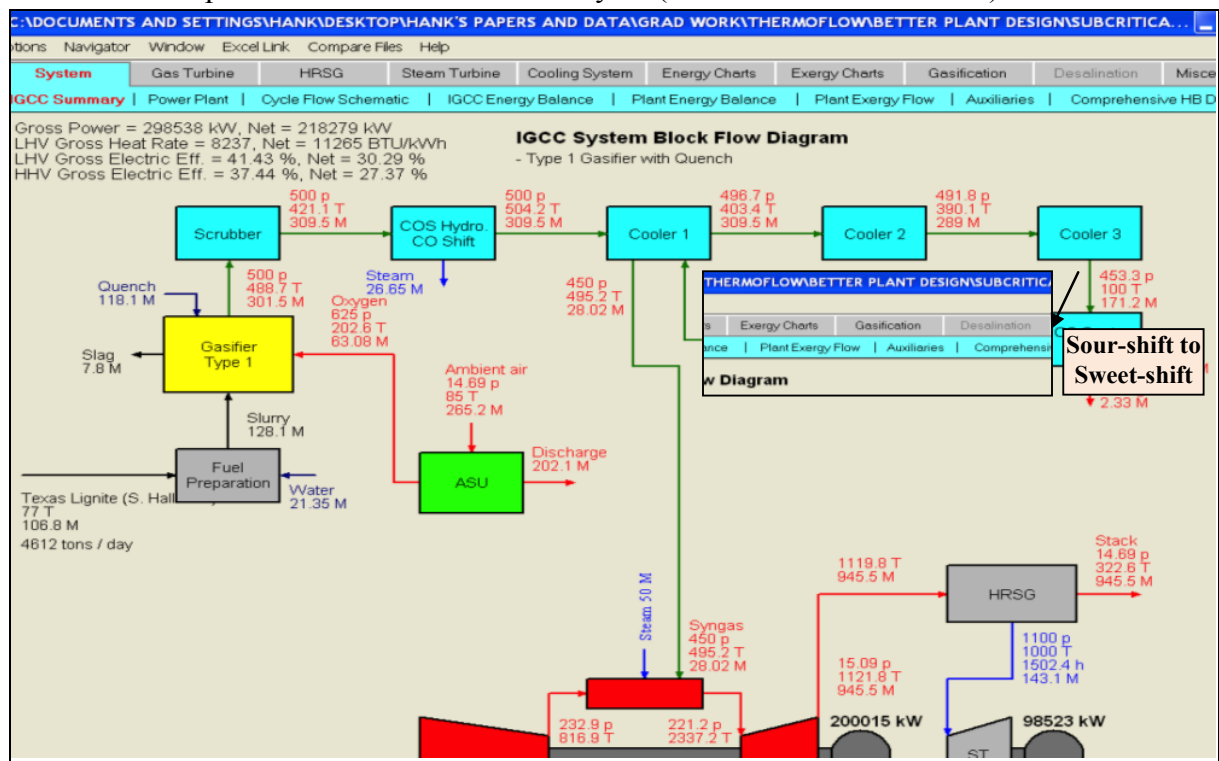 C:\DOCUMENTS AND SETTINGS\HANK\DESKTOP\HANK'S PAPERS AND DATA\GRAD WORK\THERMOFLOW\BETTER PLANT DESIGN\SUBCRITICA...
ptions Navigator Window Excel Link Compare Files Help
System Gas Turbine HRSG Steam Turbine Cooling System Energy Charts Exergy Charts Gasification Desalination Misce
IGCC Summary | Power Plant | Cycle Flow Schematic | IGCC Energy Balance | Plant Energy Balance | Plant Exergy Flow | Auxiliaries | Comprehensive HB D
Gross Power = 298538 kW, Net = 218279 kW
LHV Gross Heat Rate = 8237, Net = 11265 BTU/kWh
LHV Gross Electric Eff. = 41.43 %, Net = 30.29 %
HHV Gross Electric Eff. = 37.44 %, Net = 27.37 %
IGCC System Block Flow Diagram
- Type 1 Gasifier with Quench
Scrubber
500 p
421.1 T
309.5 M
COS Hydro.
CO Shift
500 p
504.2 T
309.5 M
Cooler 1
496.7 p
403.4 T
309.5 M
Cooler 2
491.8 p
390.1 T
289 M
Cooler 3
453.3 p
100 T
171.2 M
Quench
118.1 M
500 p
488.7 T
301.5 M
Steam
26.65 M
450 p
495.2 T
28.02 M
THERMOFLOW\BETTER PLANT DESIGN\SUBCRITICA
s Exergy Charts Gasification Desalination
ance | Plant Exergy Flow | Auxiliaries | Comprehensi
w Diagram
Sour-shift to
Sweet-shift
M
2.33 M
Oxygen
625 p
202.6 T
63.08 M
Gasifier
Type 1
Slag
7.8 M
Ambient air
14.69 p
85 T
265.2 M
Slurry
128.1 M
Discharge
202.1 M
ASU
Fuel
Preparation
Water
21.35 M
Texas Lignite (S. Hall
77 T
106.8 M
4612 tons / day
Steam 50 M
Syngas
450 p
495.2 T
28.02 M
1119.8 T
945.5 M
HRSG
Stack
14.69 p
322.6 T
945.5 M
15.09 p
1121.8 T
945.5 M
1100 p
1000 T
1502.4 h
143.1 M
232.9 p
816.9 T
221.2 p
2337.2 T
200015 kW
98523 kW
ST